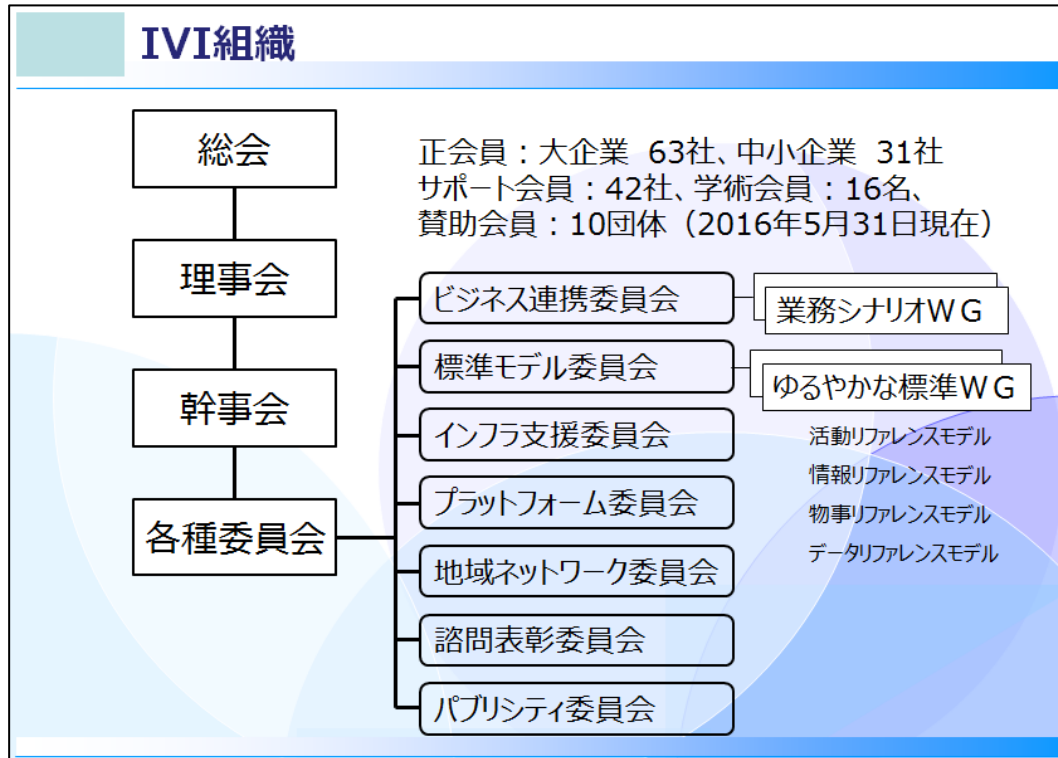 IVI組織
総会
理事会
幹事会
各種委員会
正会員：大企業 63社、中小企業 31社
サポート会員：42社、学術会員：16名、
賛助会員：10団体（2016年5月31日現在）
ビジネス連携委員会
業務シナリオＷＧ
標準モデル委員会
ゆるやかな標準ＷＧ
インフラ支援委員会
プラットフォーム委員会
地域ネットワーク委員会
諮問表彰委員会
パブリシティ委員会
活動リファレンスモデル
情報リファレンスモデル
物事リファレンスモデル
データリファレンスモデル